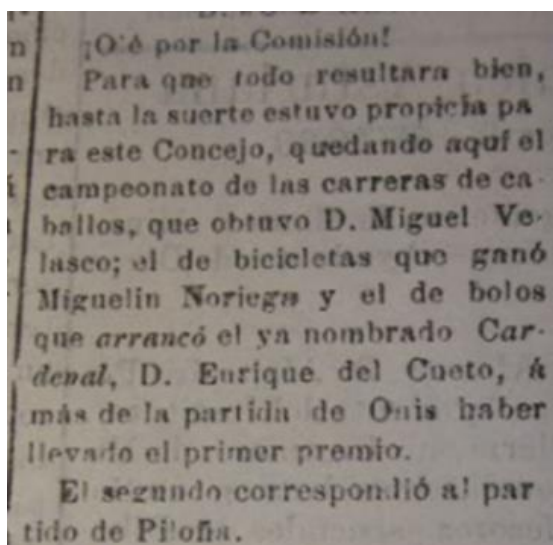 ¡Olé por la Comisión!
Para que todo resultara bien,
hasta la suerte estuvo propicia pa
ra este Concejo, quedando aquí el
campeonato de las carreras de ca-
ballos, que obtuvo D. Miguel Ve-
lasco; el de bicicletas que ganó
Miguelin Noriega y el de bolos
que arrancó el ya nombrado Car-
denal, D. Enrique del Cueto, á
más de la partida de Onis haber
llevado el primer premio.
El segundo correspondió al par
tido de Piloña.